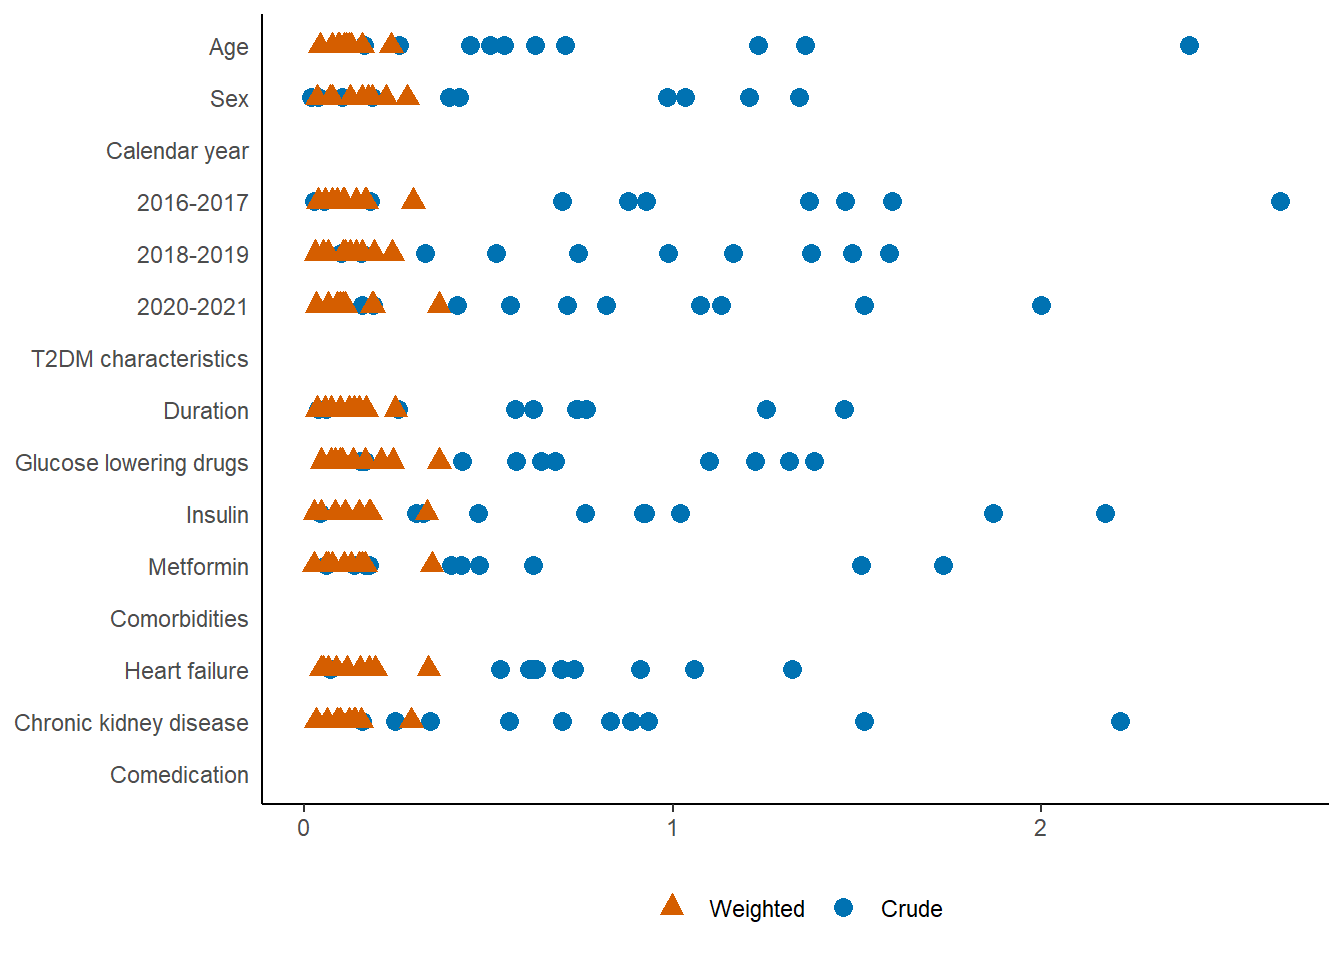 Age
Sex
Calendar year
2016-2017
2018-2019
2020-2021
T2DM characteristics
Duration
Glucose lowering drugs
Insulin
Metformin
Comorbidities
Heart failure
Chronic kidney disease
Comedication
0 1 2
Weighted Crude